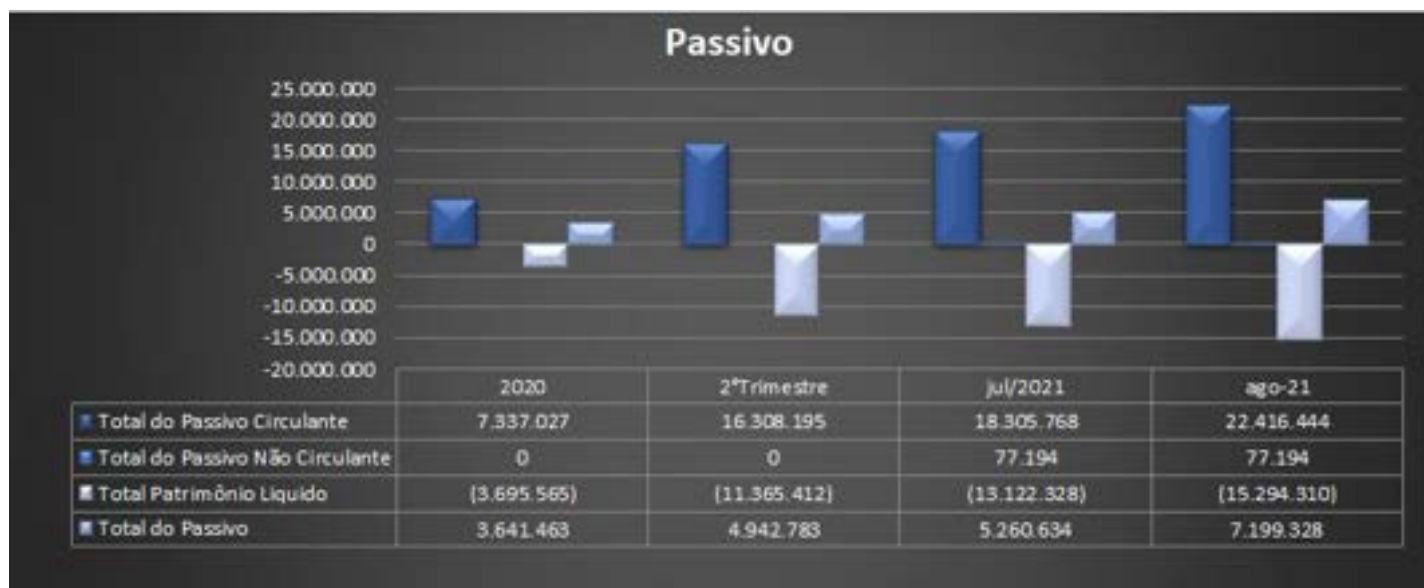 Passivo
25.000.000
20.000.000
15.000.000
10.000.000
5.000.000
0
-5.000.000
-10.000.000
-15.000.000
-20.000.000
2020 2ºTrimestre jul/2021 ago-21
Total do Passivo Circulante 7.337.027 16.308.195 18.305.768 22.416.444
Total do Passivo Não Circulante 0 0 77.194 77.194
Total Patrimônio Liquido (3.695.565) (11.365.412) (13.122.328) (15.294.310)
Total do Passivo 3.641.463 4.942.783 5.260.634 7.199.328